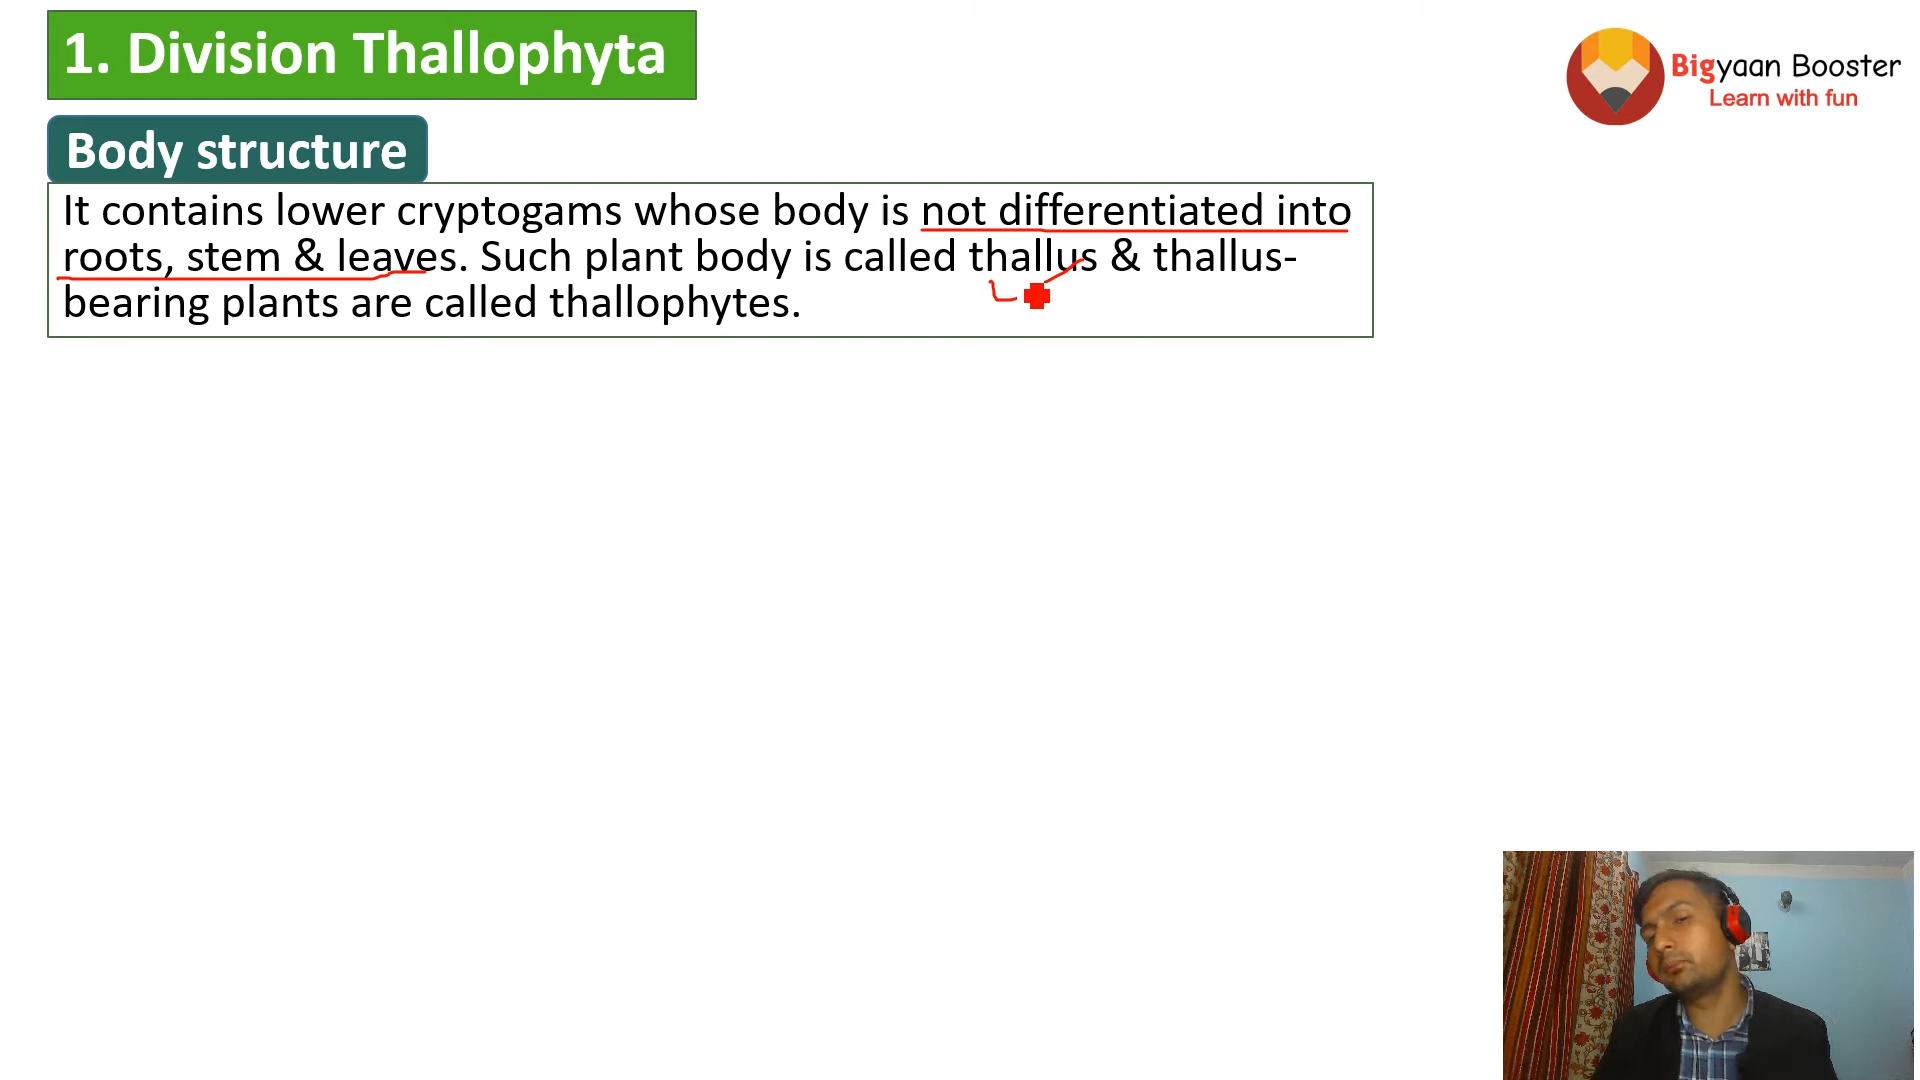 1. Division Thallophyta
Bigyaan Booster
Learn with fun
Body structure
It contains lower cryptogams whose body is not differentiated into
roots, stem & leaves. Such plant body is called thallus & thallus-
bearing plants are called thallophytes.